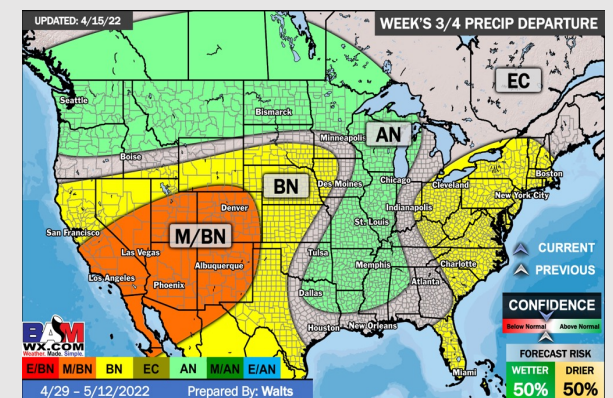 UPDATED: 4/15/22
WEEK'S 3/4 PRECIP DEPARTURE
EC
Seattle
Bismarck
Minneapolis
AN
Boise
BN
Des Moines
Chicago
Cleveland
Boston
New York City
Denver
Indianapolis
St. Louis
San Francisco
M/BN
Las Vegas
Tulsa
CURRENT
Albuquerque
Memphis
Charlotte
PREVIOUS
Los Angeles
Phoenix
Dallas
Atlanta
CONFIDENCE
Houston
New Orleans
Below Normal
Above Normal
BAM
WX.COM
Weather. Made. Simple.
FORECAST RISK
E/BN M/BN BN EC AN M/AN E/AN
Miami
WETTER DRIER
4/29 – 5/12/2022 Prepared By: Walts
50% 50%